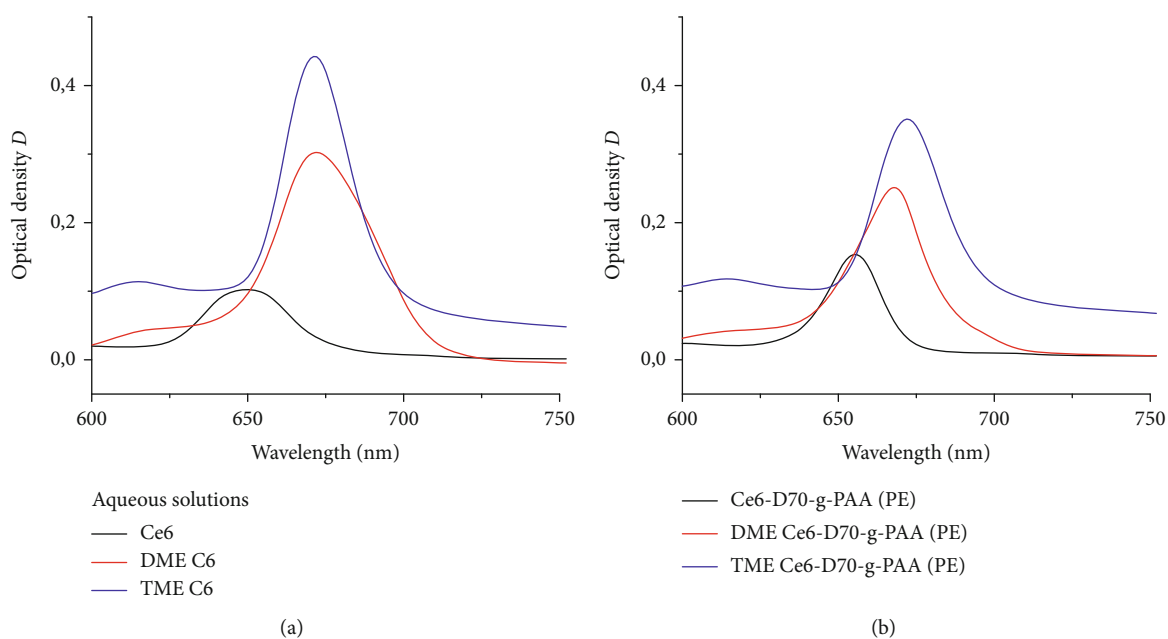 0,4
0,2
0,0
Optical density D
600
650
700
750
Wavelength (nm)
Aqueous solutions
Ce6
DME C6
TME C6
(a)
0,4
0,2
0,0
Optical density D
600
650
700
750
Wavelength (nm)
Ce6-D70-g-PAA (PE)
DME Ce6-D70-g-PAA (PE)
TME Ce6-D70-g-PAA (PE)
(b)